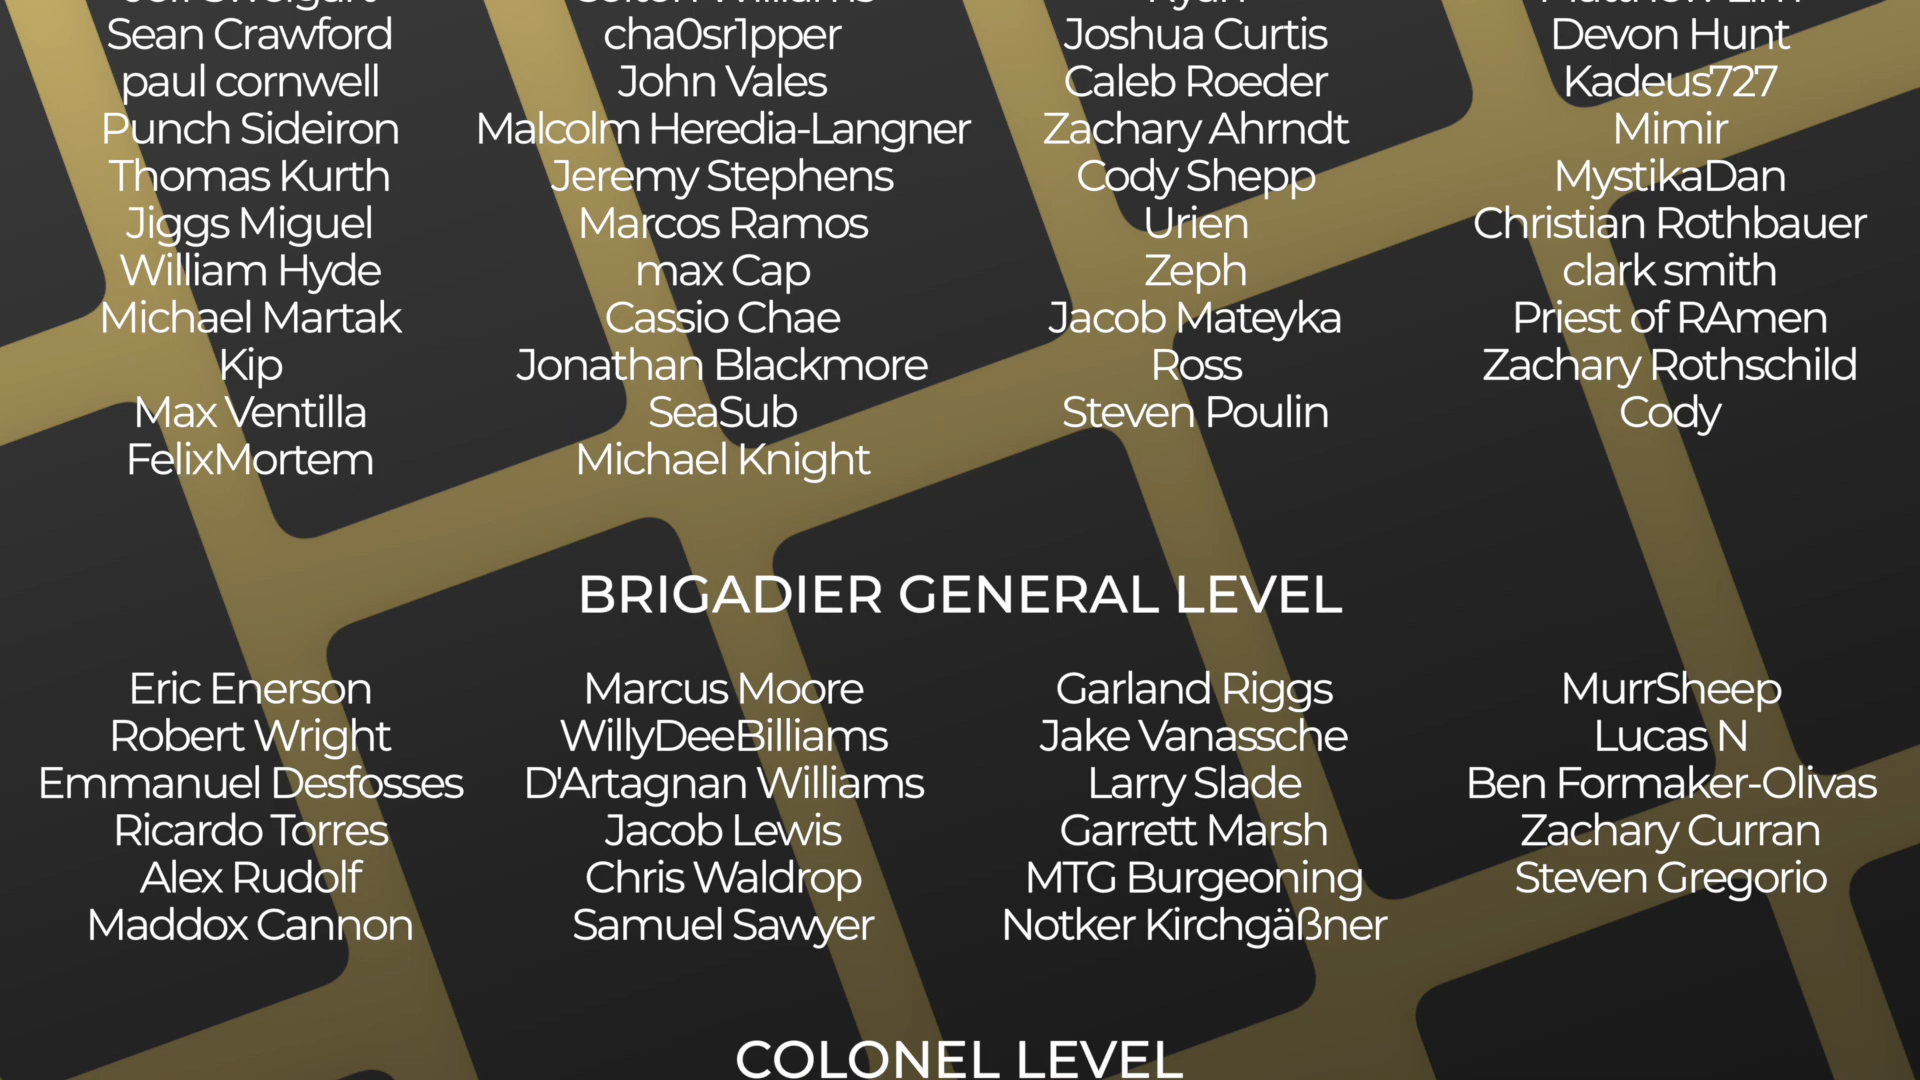 Sean Crawford
cha0sr1pper
Joshua Curtis
Devon Hunt
paul cornwell
John Vales
Caleb Roeder
Kadeus727
Punch Sideiron
Malcolm Heredia-Langner
Zachary Ahrndt
Mimir
Thomas Kurth
Jeremy Stephens
Cody Shepp
MystikaDan
Jiggs Miguel
Marcos Ramos
Urien
Christian Rothbauer
William Hyde
max Cap
Zeph
clark smith
Michael Martak
Cassio Chae
Jacob Mateyka
Priest of RAmen
Kip
Jonathan Blackmore
Ross
Zachary Rothschild
Max Ventilla
SeaSub
Steven Poulin
Cody
FelixMortem
Michael Knight
BRIGADIER GENERAL LEVEL
Eric Enerson
Marcus Moore
Garland Riggs
MurrSheep
Robert Wright
WillyDeeBilliams
Jake Vanassche
Lucas N
Emmanuel Desfosses
D'Artagnan Williams
Larry Slade
Ben Formaker-Olivas
Ricardo Torres
Jacob Lewis
Garrett Marsh
Zachary Curran
Alex Rudolf
Chris Waldrop
MTG Burgeoning
Steven Gregorio
Maddox Cannon
Samuel Sawyer
Notker Kirchgäßner
COLONEL LEVEL